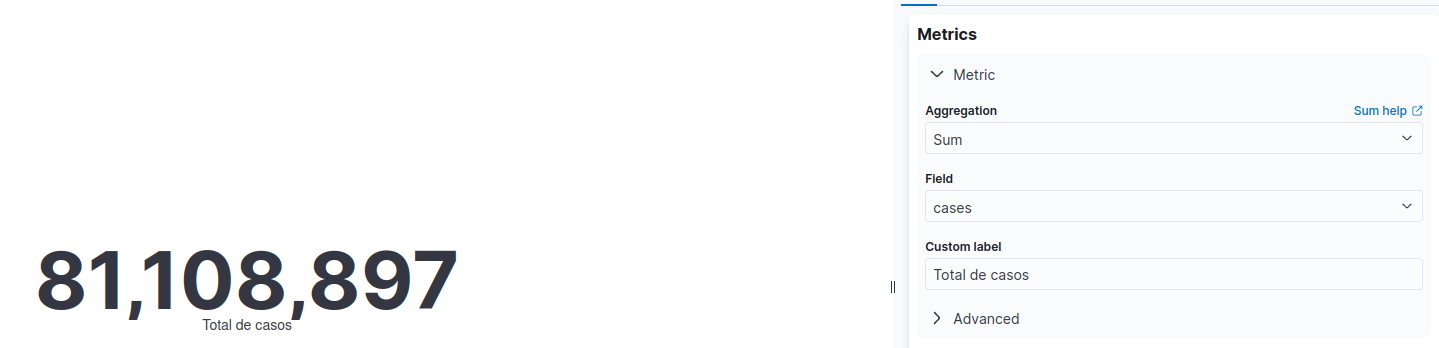 Metrics
Metric
Aggregation
Sum help
Sum
Field
cases
Custom label
Total de casos
Advanced
81,108,897
Total de casos